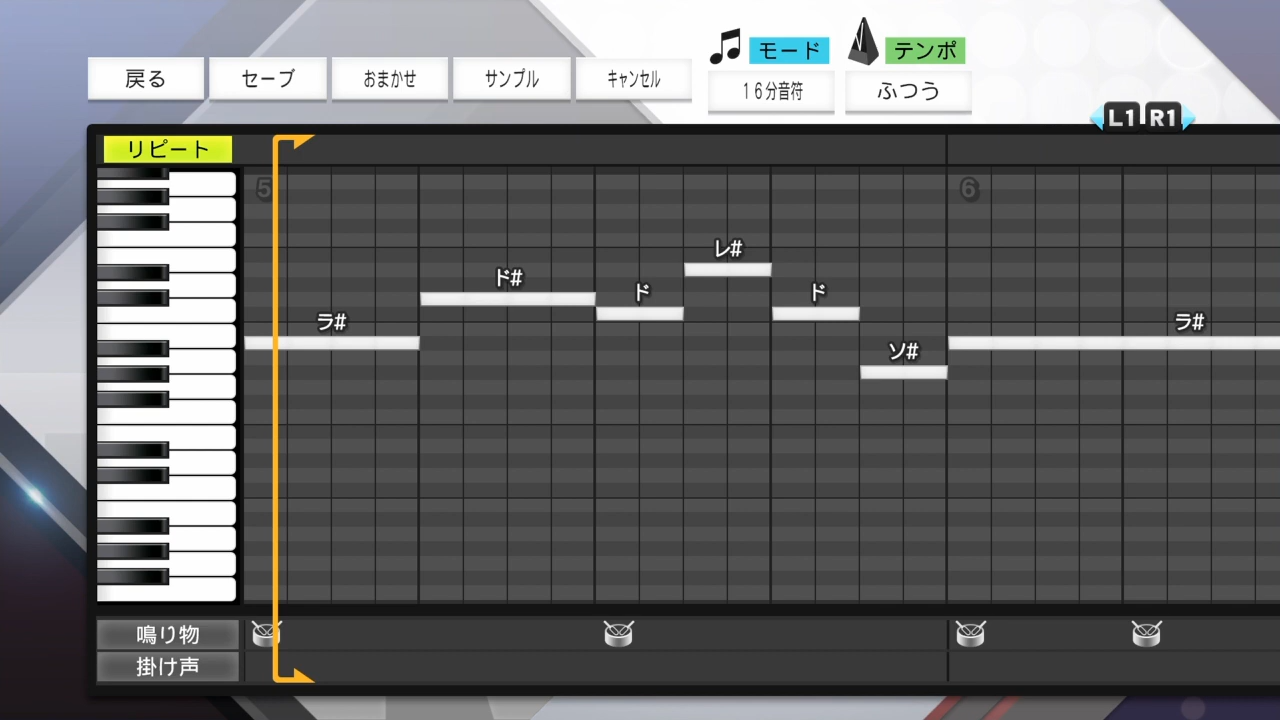 モード
テンポ
戻る
セーブ
おまかせ
サンプル
キャンセル
16分音符
ふつう
L1 R1
リピート
5
6
レ#
ド#
ド
ド
ラ#
ラ#
ソ#
鳴り物
掛け声